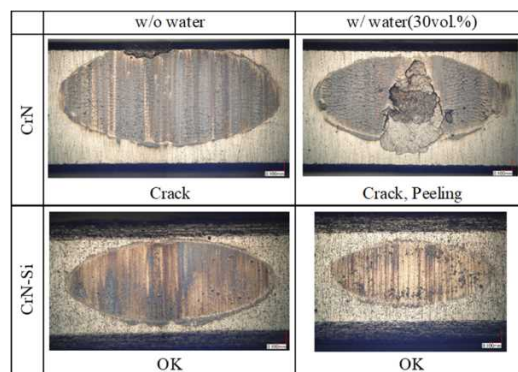 w/o water
w/ water(30vol.%)
CrN
Crack
Crack, Peeling
CrN-Si
OK
OK